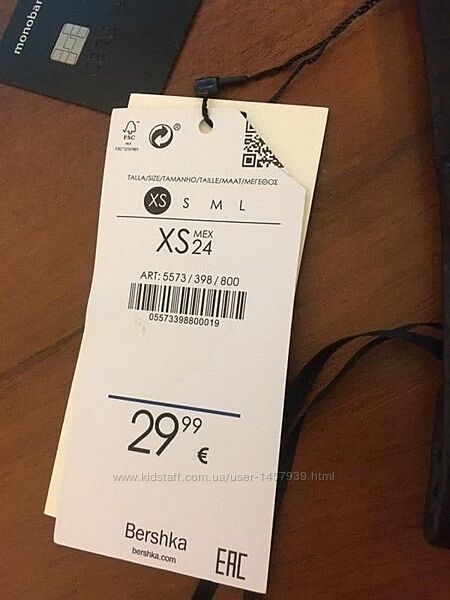 monobank
FSC
TALLA/SIZE/TAMANHO/TAILLE/MAAT/ΜΕΓΕΘΟΣ
XS S M L
XS MEX 24
ART: 5573 / 398 / 800
05573398800019
29 99 €
www.kidstaff.com.ua/user-1457939.html
Bershka
bershka.com
EAC